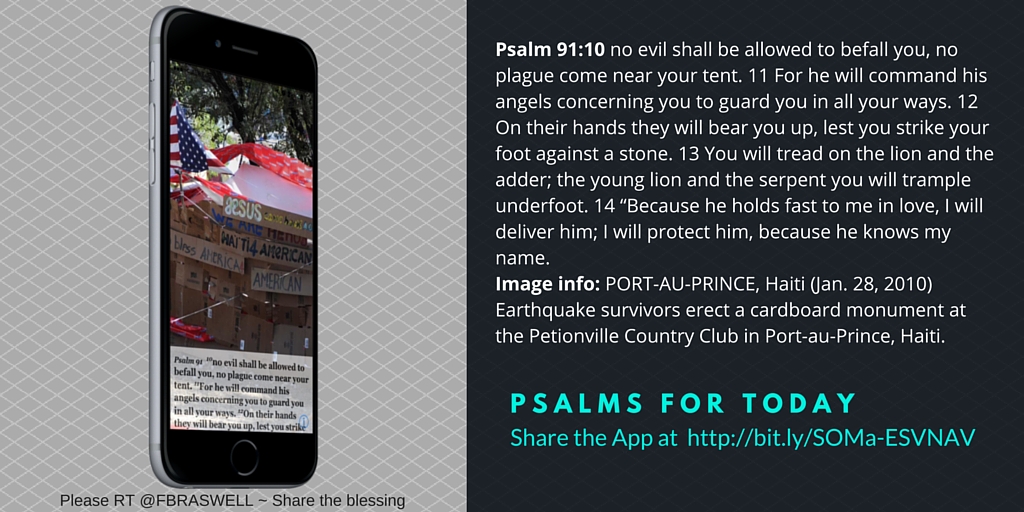 JESUS
WE ARE
HAITI4 AMERICAN
bless AMERICA
AMERICAN
Psalm 91 10no evil shall be allowed to
befall you, no plague come near your
tent. 11For he will command his
angels concerning you to guard you
in all your ways. 12On their hands
they will bear you up, lest you strike
Please RT @FBRASWELL ~ Share the blessing
Psalm 91:10 no evil shall be allowed to befall you, no
plague come near your tent. 11 For he will command his
angels concerning you to guard you in all your ways. 12
On their hands they will bear you up, lest you strike your
foot against a stone. 13 You will tread on the lion and the
adder; the young lion and the serpent you will trample
underfoot. 14 “Because he holds fast to me in love, I will
deliver him; I will protect him, because he knows my
name.
Image info: PORT-AU-PRINCE, Haiti (Jan. 28, 2010)
Earthquake survivors erect a cardboard monument at
the Petionville Country Club in Port-au-Prince, Haiti.
PSALMS FOR TODAY
Share the App at http://bit.ly/SOMa-ESVNAV